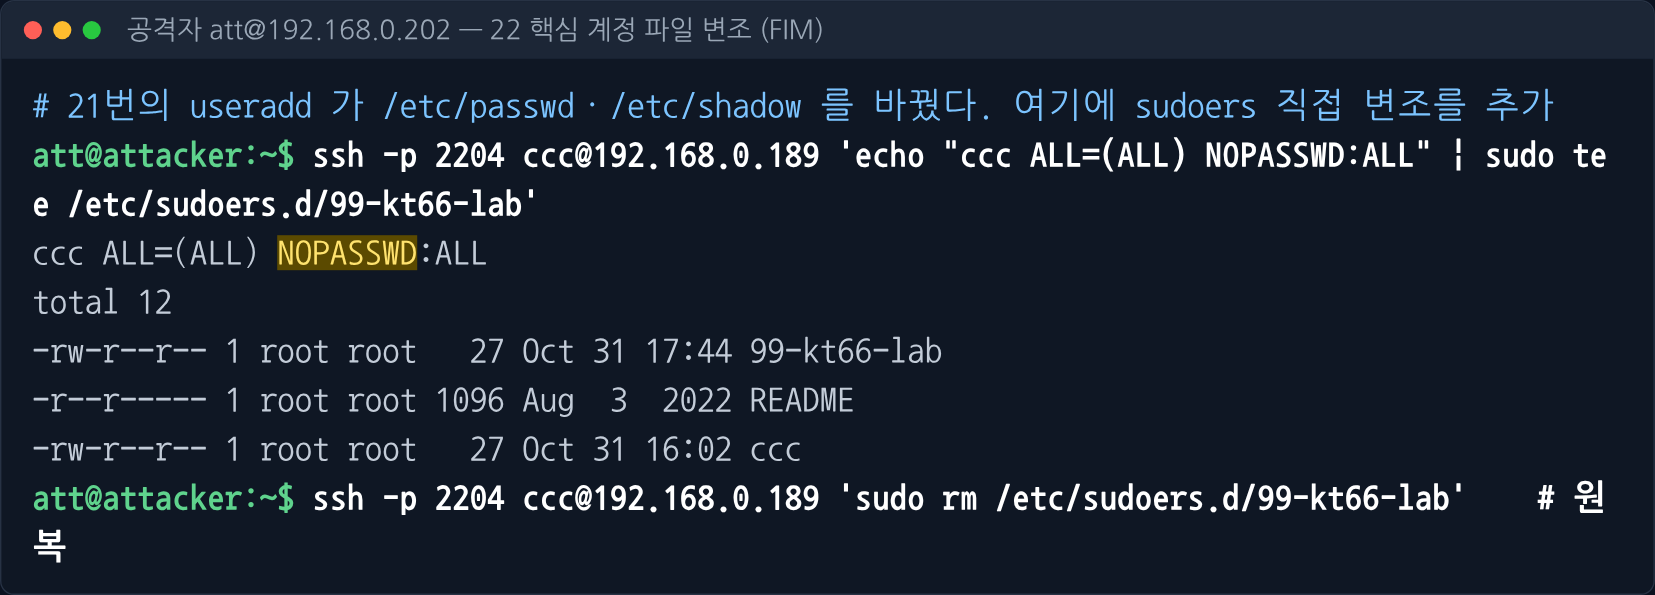 공격자 att@192.168.0.202 — 22 핵심 계정 파일 변조 (FIM)
# 21번의 useradd 가 /etc/passwd · /etc/shadow 를 바꿨다. 여기에 sudoers 직접 변조를 추가
att@attacker:~$ ssh -p 2204 ccc@192.168.0.189 'echo "ccc ALL=(ALL) NOPASSWD:ALL" | sudo te
e /etc/sudoers.d/99-kt66-lab'
ccc ALL=(ALL) NOPASSWD:ALL
total 12
-rw-r--r-- 1 root root   27 Oct 31 17:44 99-kt66-lab
-r--r----- 1 root root 1096 Aug  3  2022 README
-rw-r--r-- 1 root root   27 Oct 31 16:02 ccc
att@attacker:~$ ssh -p 2204 ccc@192.168.0.189 'sudo rm /etc/sudoers.d/99-kt66-lab'    # 원
복